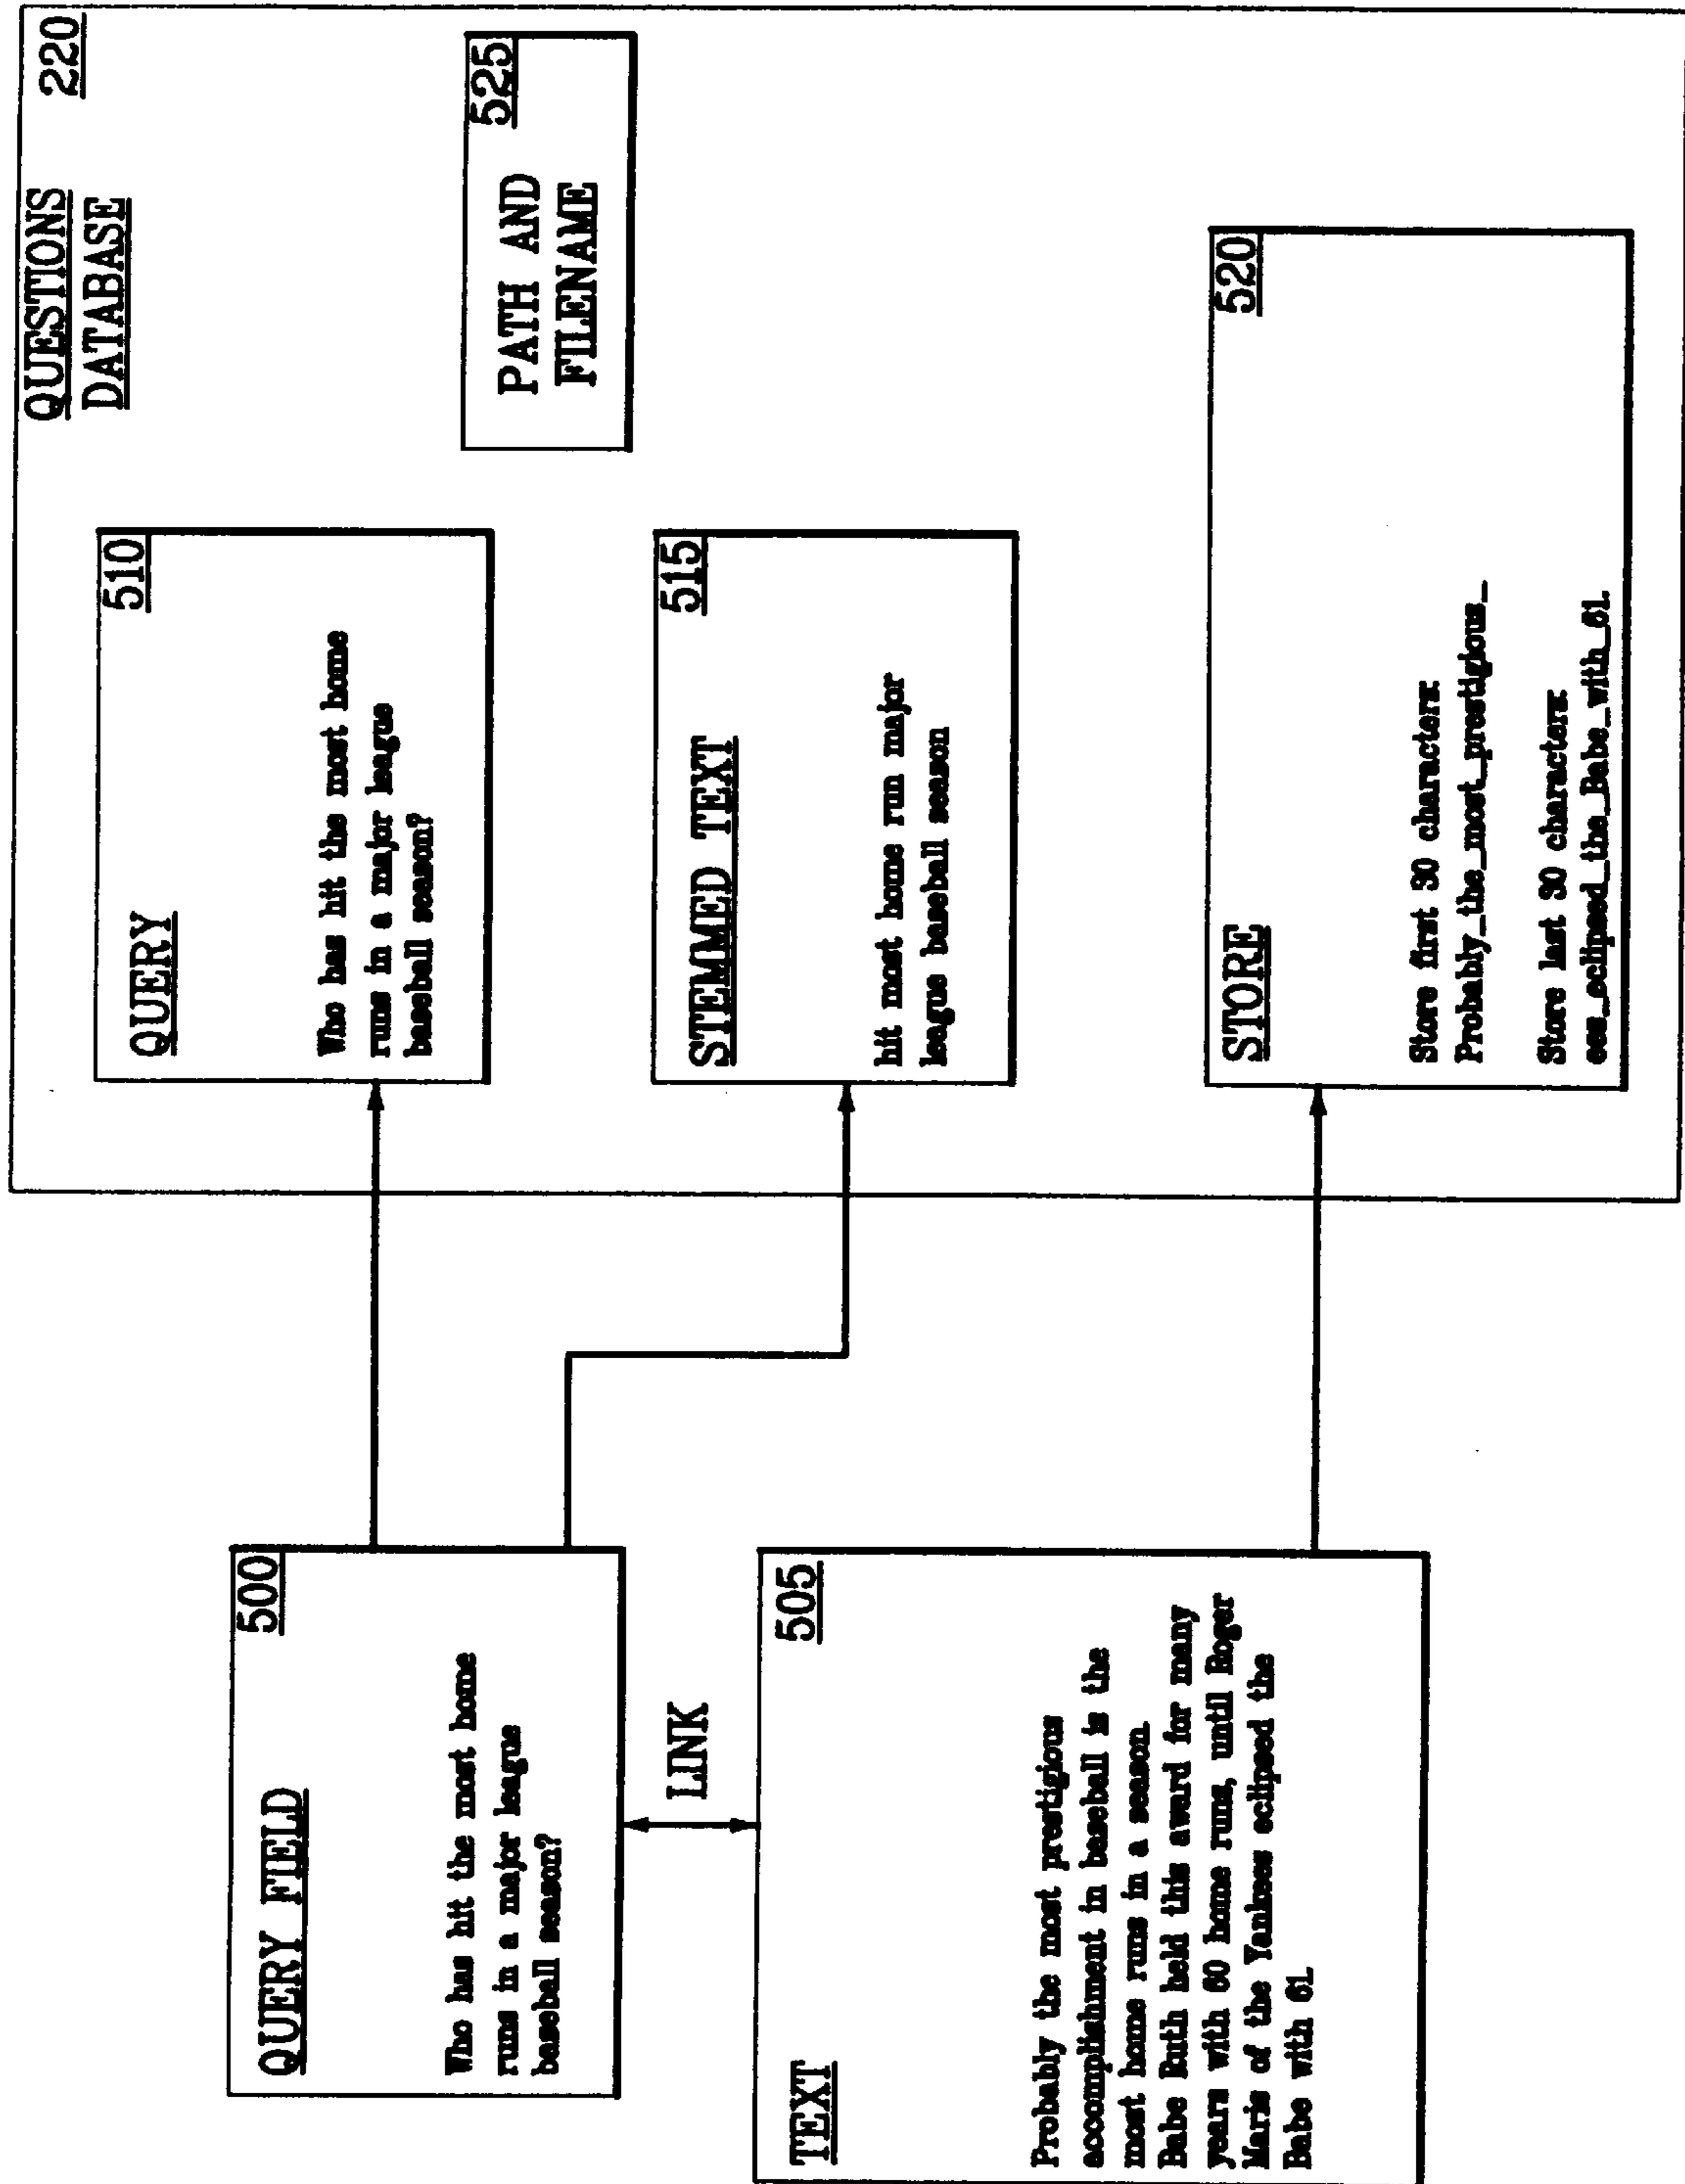 QUERY FIELD
500
Who has hit the most home
runs in a major league
baseball season?
LINK
TEXT
505
Probably the most prestigious
accomplishment in baseball is the
most home runs in a season.
Babe Ruth held this award for many
years with 60 home runs, until Roger
Maris of the Yankees eclipsed the
Babe with 61.
QUESTIONS
DATABASE
220
QUERY
510
Who has hit the most home
runs in a major league
baseball season?
PATH AND
FILENAME
525
STEMMED TEXT
515
hit most home run major
league baseball season
STORE
520
Store first 30 characters:
Probably_the_most_prestigious_
Store last 30 characters:
ees_eclipsed_the_Babe_with_61.